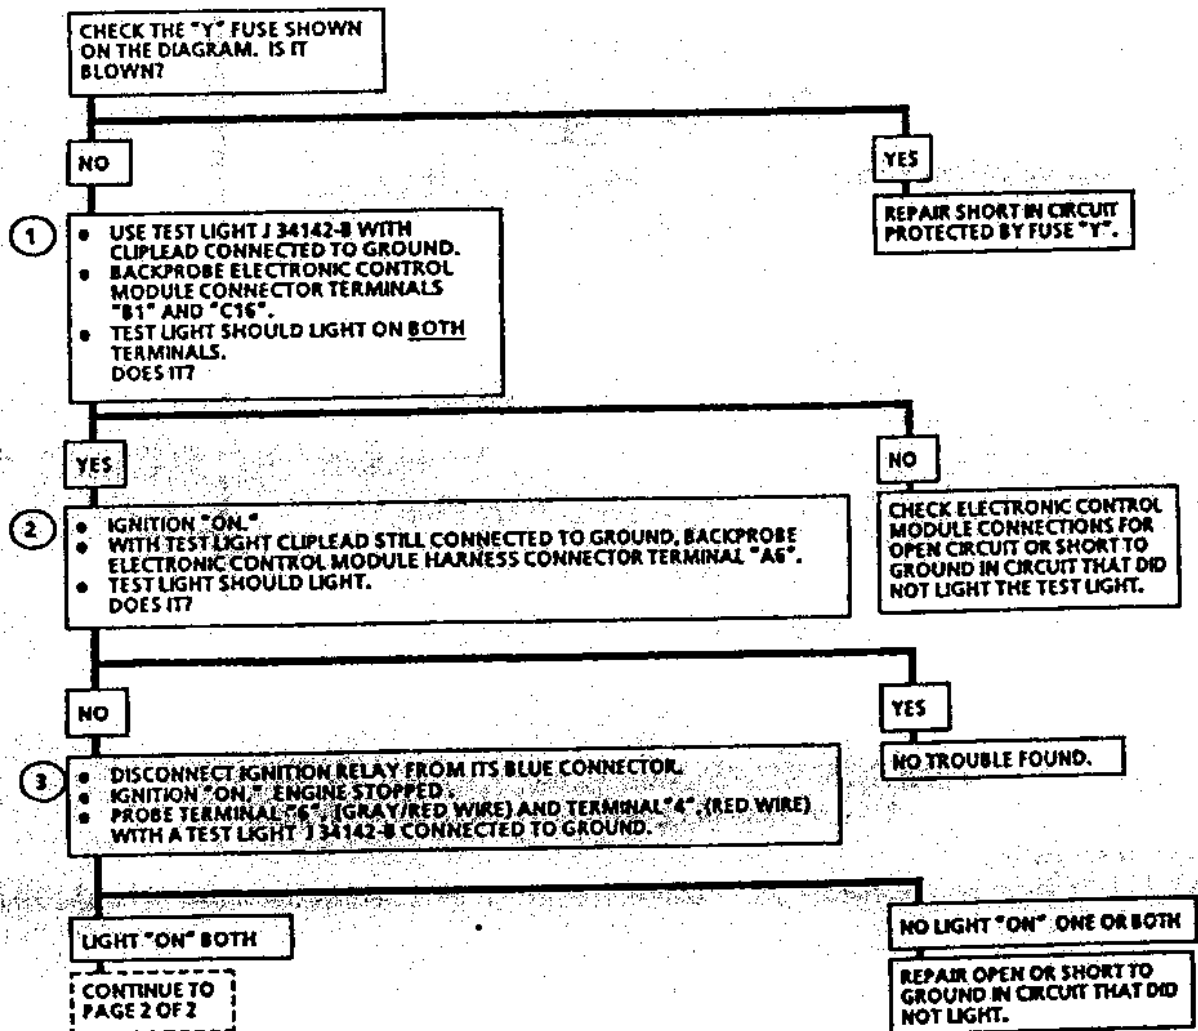 CHECK THE "Y" FUSE SHOWN
ON THE DIAGRAM. IS IT
BLOWN?
NO
YES
REPAIR SHORT IN CIRCUIT
PROTECTED BY FUSE "Y".
1
• USE TEST LIGHT J 34142-B WITH
CLIPLEAD CONNECTED TO GROUND.
• BACKPROBE ELECTRONIC CONTROL
MODULE CONNECTOR TERMINALS
"B1" AND "C16".
• TEST LIGHT SHOULD LIGHT ON BOTH
TERMINALS.
DOES IT?
YES
NO
CHECK ELECTRONIC CONTROL
MODULE CONNECTIONS FOR
OPEN CIRCUIT OR SHORT TO
GROUND IN CIRCUIT THAT DID
NOT LIGHT THE TEST LIGHT.
2
• IGNITION "ON."
• WITH TEST LIGHT CLIPLEAD STILL CONNECTED TO GROUND, BACKPROBE
ELECTRONIC CONTROL MODULE HARNESS CONNECTOR TERMINAL "A6".
• TEST LIGHT SHOULD LIGHT.
DOES IT?
NO
YES
NO TROUBLE FOUND.
3
• DISCONNECT IGNITION RELAY FROM ITS BLUE CONNECTOR.
• IGNITION "ON," ENGINE STOPPED.
• PROBE TERMINAL "6", (GRAY/RED WIRE) AND TERMINAL "4", (RED WIRE)
WITH A TEST LIGHT J 34142-B CONNECTED TO GROUND.
LIGHT "ON" BOTH
CONTINUE TO
PAGE 2 OF 2
NO LIGHT "ON" ONE OR BOTH
REPAIR OPEN OR SHORT TO
GROUND IN CIRCUIT THAT DID
NOT LIGHT.